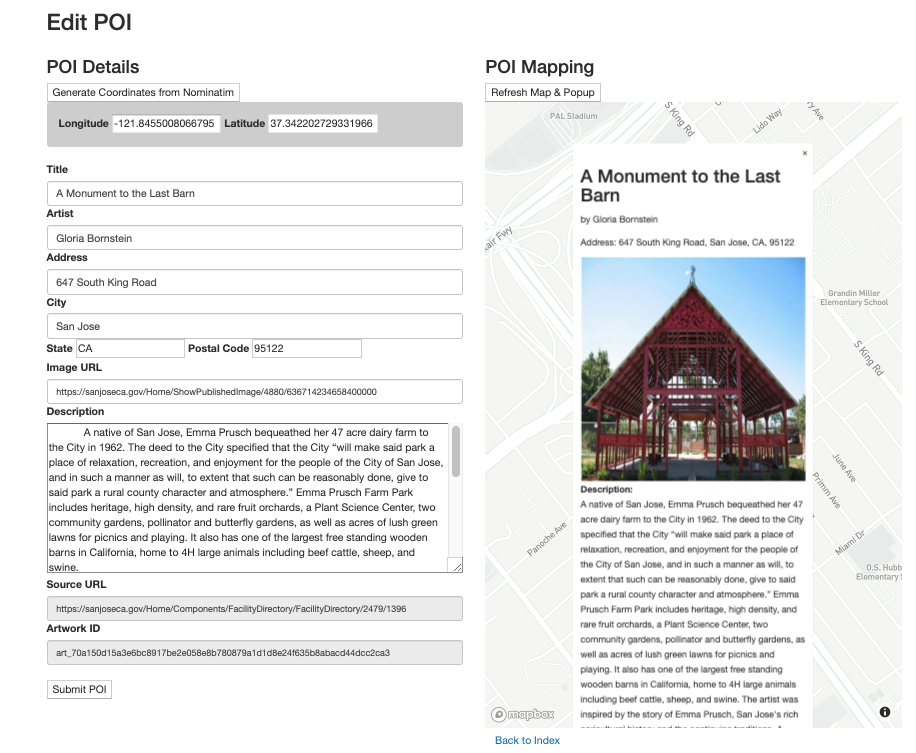 Edit POI
POI Details
Generate Coordinates from Nominatim
Longitude -121.8455008066795 Latitude 37.342202729331966
Title
A Monument to the Last Barn
Artist
Gloria Bornstein
Address
647 South King Road
City
San Jose
State CA Postal Code 95122
Image URL
https://sanjoseca.gov/Home/ShowPublishedImage/4880/636714234658400000
Description
A native of San Jose, Emma Prusch bequeathed her 47 acre dairy farm to
the City in 1962. The deed to the City specified that the City “will make said park a
place of relaxation, recreation, and enjoyment for the people of the City of San Jose,
and in such a manner as will, to extent that such can be reasonably done, give to
said park a rural county character and atmosphere.” Emma Prusch Farm Park
includes heritage, high density, and rare fruit orchards, a Plant Science Center, two
community gardens, pollinator and butterfly gardens, as well as acres of lush green
lawns for picnics and playing. It also has one of the largest free standing wooden
barns in California, home to 4H large animals including beef cattle, sheep, and
swine.
Source URL
https://sanjoseca.gov/Home/Components/FacilityDirectory/FacilityDirectory/2479/1396
Artwork ID
art_70a150d15a3e6bc8917be2e058e8b780879a1d1d8e24f635b8abacd44dcc2ca3
Submit POI
POI Mapping
Refresh Map & Popup
PAL Stadium
S King Rd
Lido Way
ry Ave
×
A Monument to the Last
Barn
by Gloria Bornstein
Address: 647 South King Road, San Jose, CA, 95122
lair Fwy
Grandin Miller
Elementary School
S King Rd
June Ave
Primm Ave
Panoche Ave
Miami Dr
O.S. Hubb
Elementary S
Description:
A native of San Jose, Emma Prusch bequeathed her 47
acre dairy farm to the City in 1962. The deed to the City
specified that the City “will make said park a place of
relaxation, recreation, and enjoyment for the people of
the City of San Jose, and in such a manner as will, to
extent that such can be reasonably done, give to said
park a rural county character and atmosphere.” Emma
Prusch Farm Park includes heritage, high density, and
rare fruit orchards, a Plant Science Center, two
community gardens, pollinator and butterfly gardens, as
well as acres of lush green lawns for picnics and
playing. It also has one of the largest free standing
wooden barns in California, home to 4H large animals
including beef cattle, sheep, and swine. The artist was
inspired by the story of Emma Prusch, San Jose's rich
mapbox
Back to Index